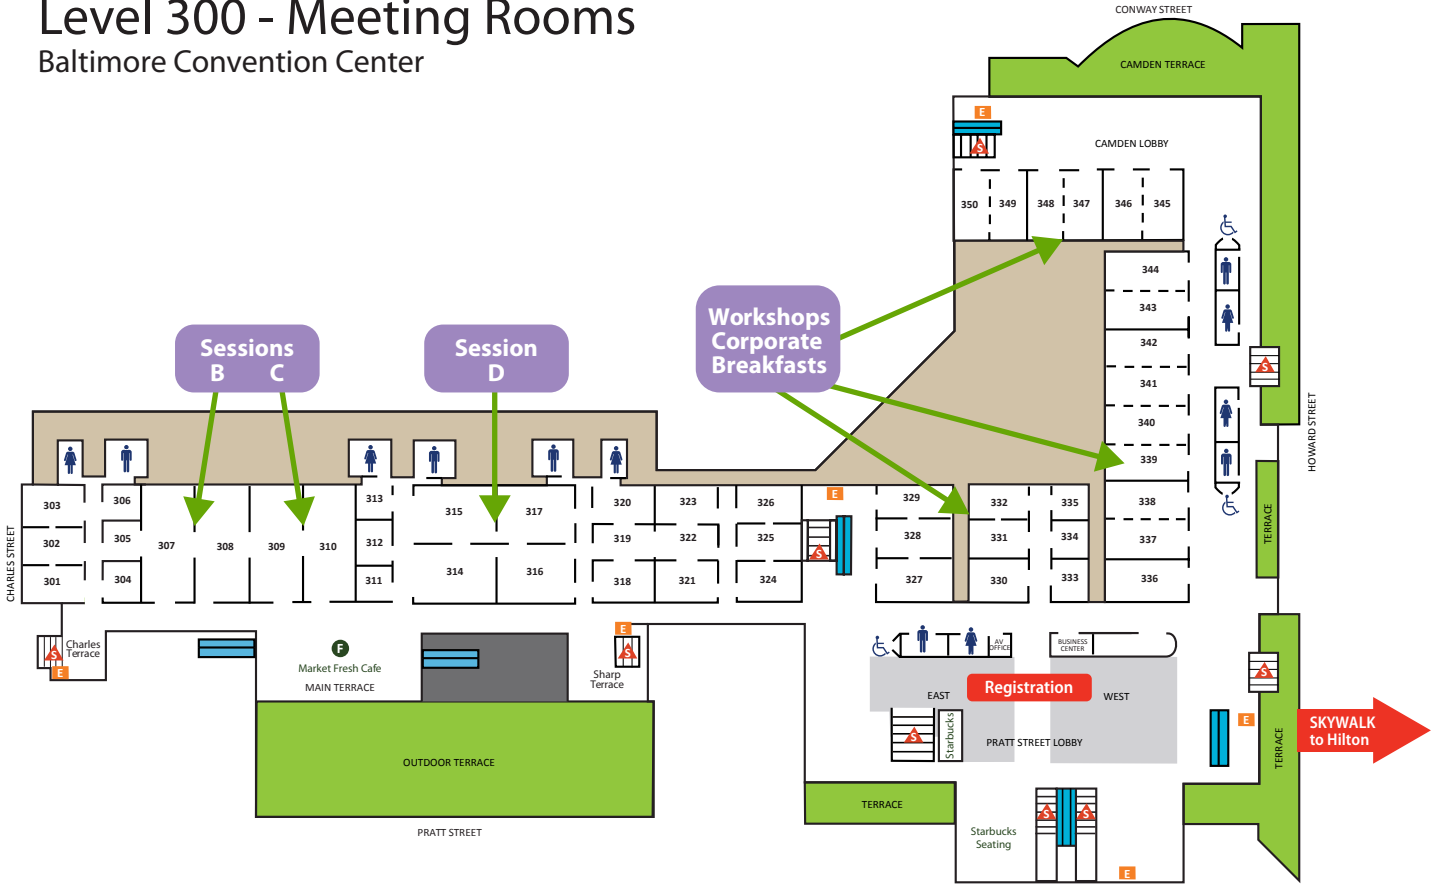 Level 300 - Meeting Rooms
Baltimore Convention Center
CONWAY STREET
CAMDEN TERRACE
E
S
CAMDEN LOBBY
350 349 348 347 346 345
344
343
342
341
340
339
338
337
336
S
HOWARD STREET
TERRACE
Workshops
Corporate
Breakfasts
Sessions
B C
Session
D
CHARLES STREET
303
302
301
306
305
304
307 308 309 310
313
312
311
315 317
314 316
320 323
319 322
318 321
326
325
324
E
S
329
328
327
332
331
330
335
334
333
Charles
Terrace
S
E
F
Market Fresh Cafe
MAIN TERRACE
E
S
Sharp
Terrace
OUTDOOR TERRACE
PRATT STREET
AV
OFFICE
BUSINESS
CENTER
EAST
Registration
WEST
S
Starbucks
PRATT STREET LOBBY
S
E
TERRACE
SKYWALK
to Hilton
TERRACE
S S
Starbucks
Seating
E